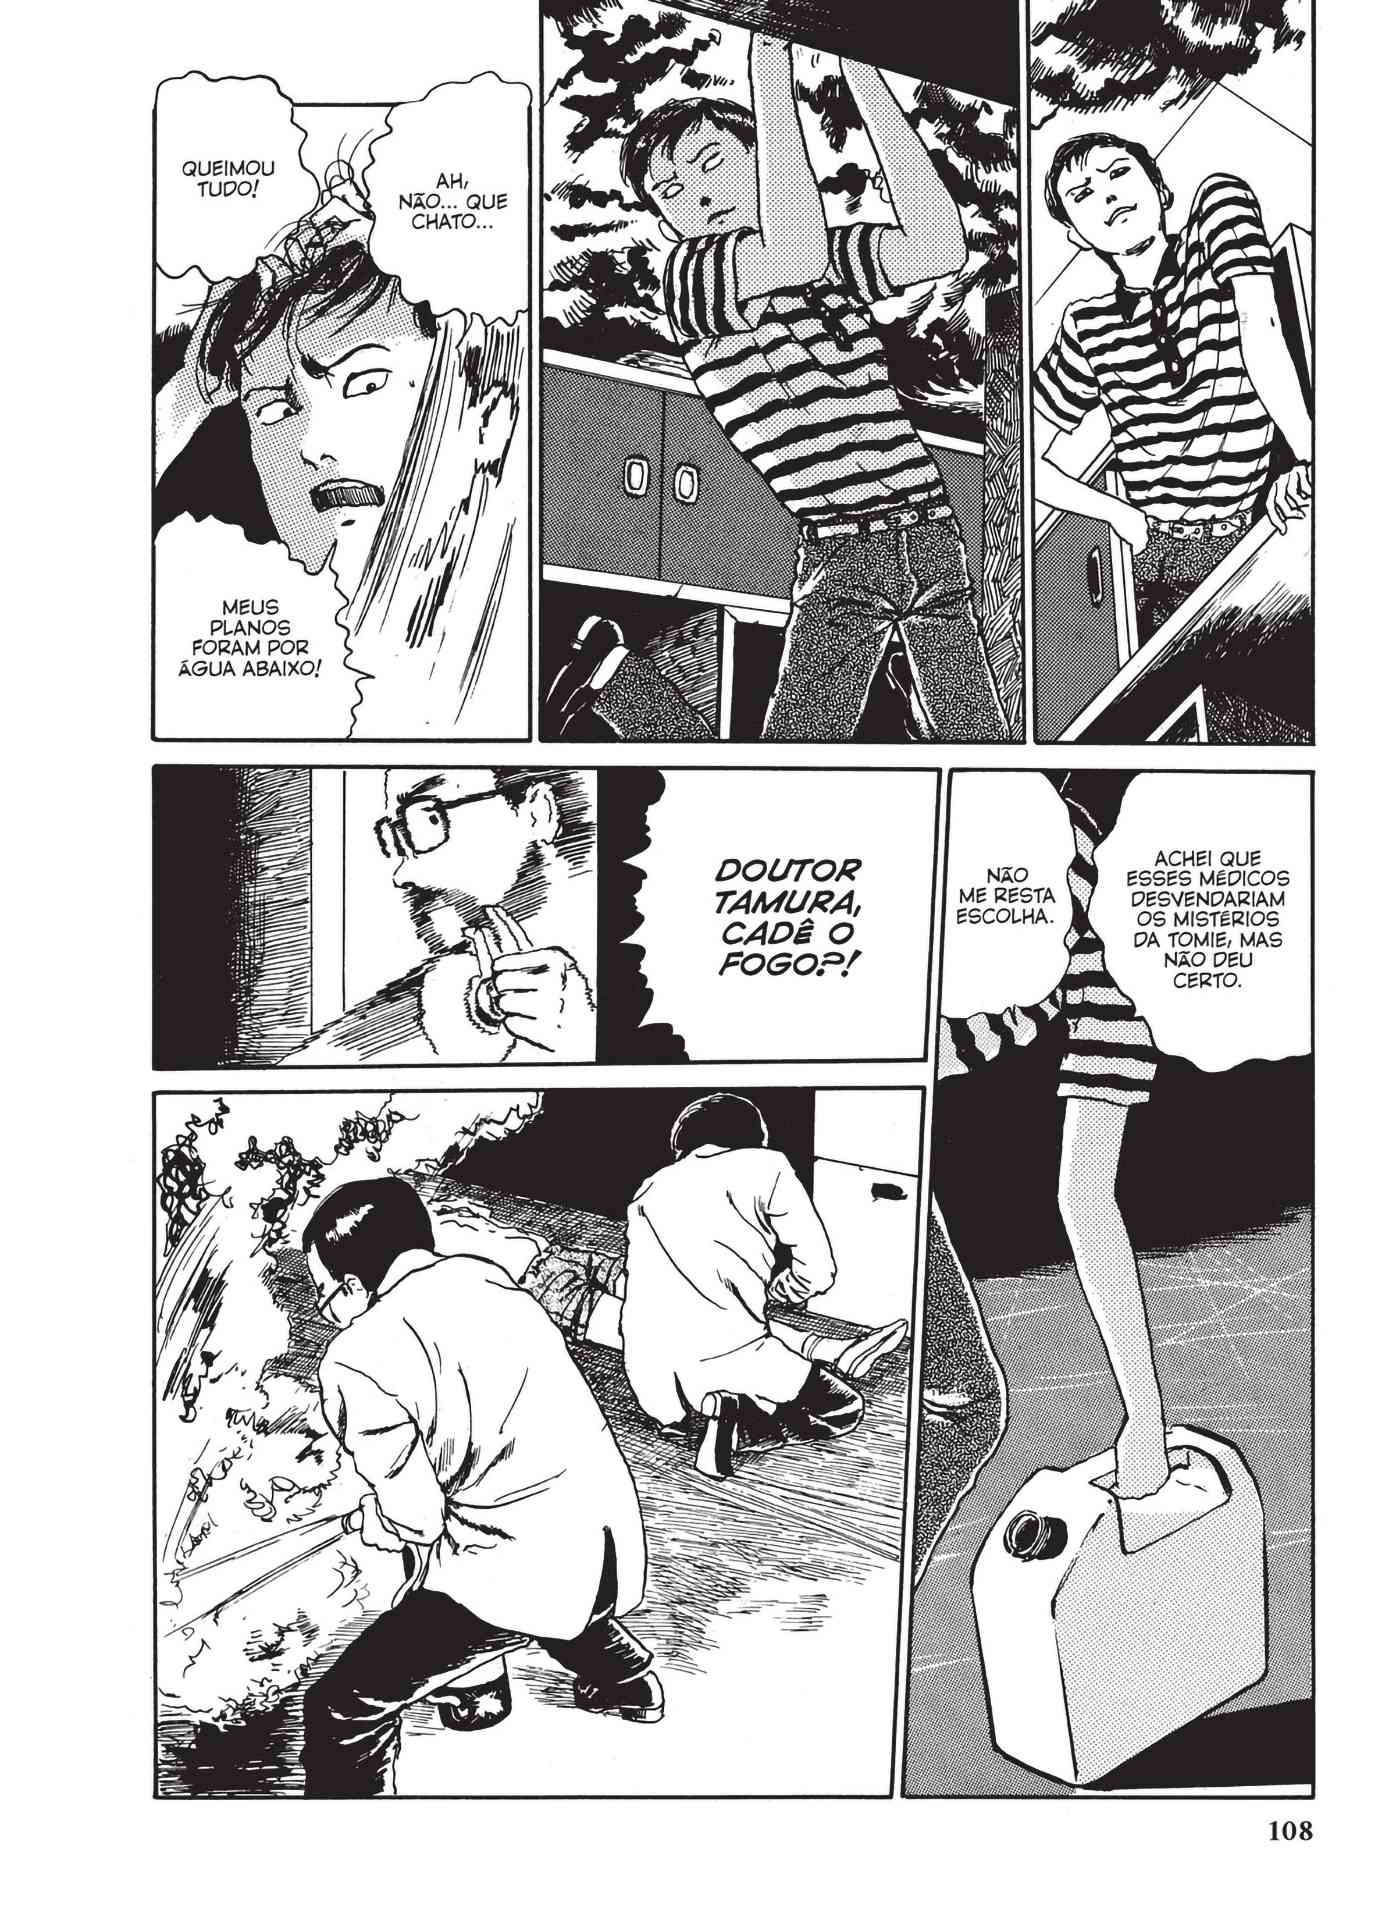 AH,
NÃO... QUE
CHATO...
QUEIMOU
TUDO!
MEUS
PLANOS
FORAM POR
ÁGUA ABAIXO!
ACHEI QUE
ESSES MÉDICOS
DESVENDARIAM
OS MISTÉRIOS
DA TOMIE, MAS
NÃO DEU
CERTO.
NÃO
ME RESTA
ESCOLHA.
DOUTOR
TAMURA,
CADÊ O
FOGO?!
108